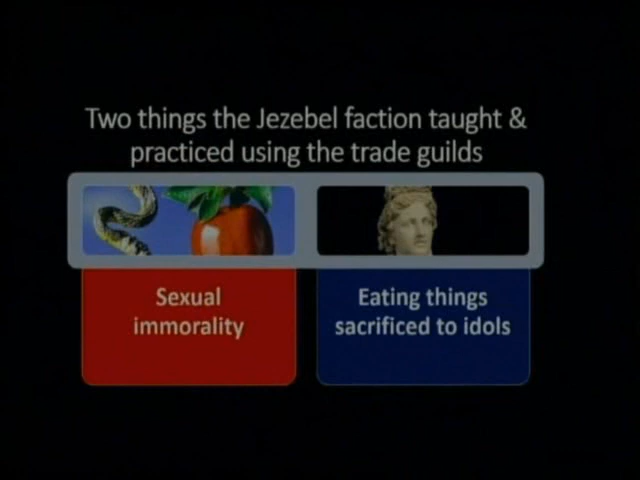 Two things the Jezebel faction taught &
practiced using the trade guilds
Sexual
immorality
Eating things
sacrificed to idols